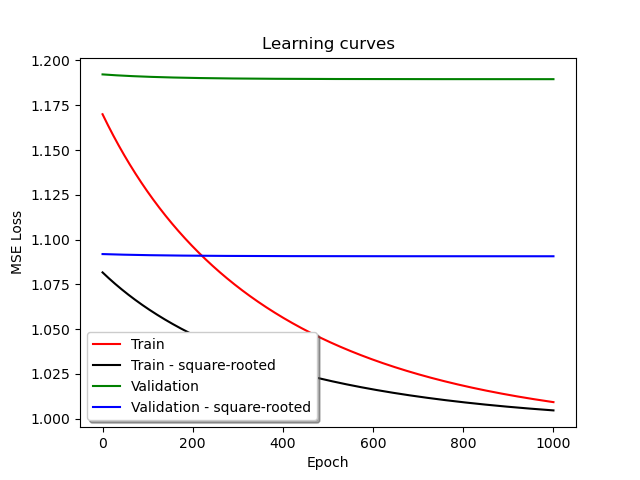 Learning curves
MSE Loss
1.200
1.175
1.150
1.125
1.100
1.075
1.050
1.025
1.000
Train
Train - square-rooted
Validation
Validation - square-rooted
0 200 400 600 800 1000
Epoch